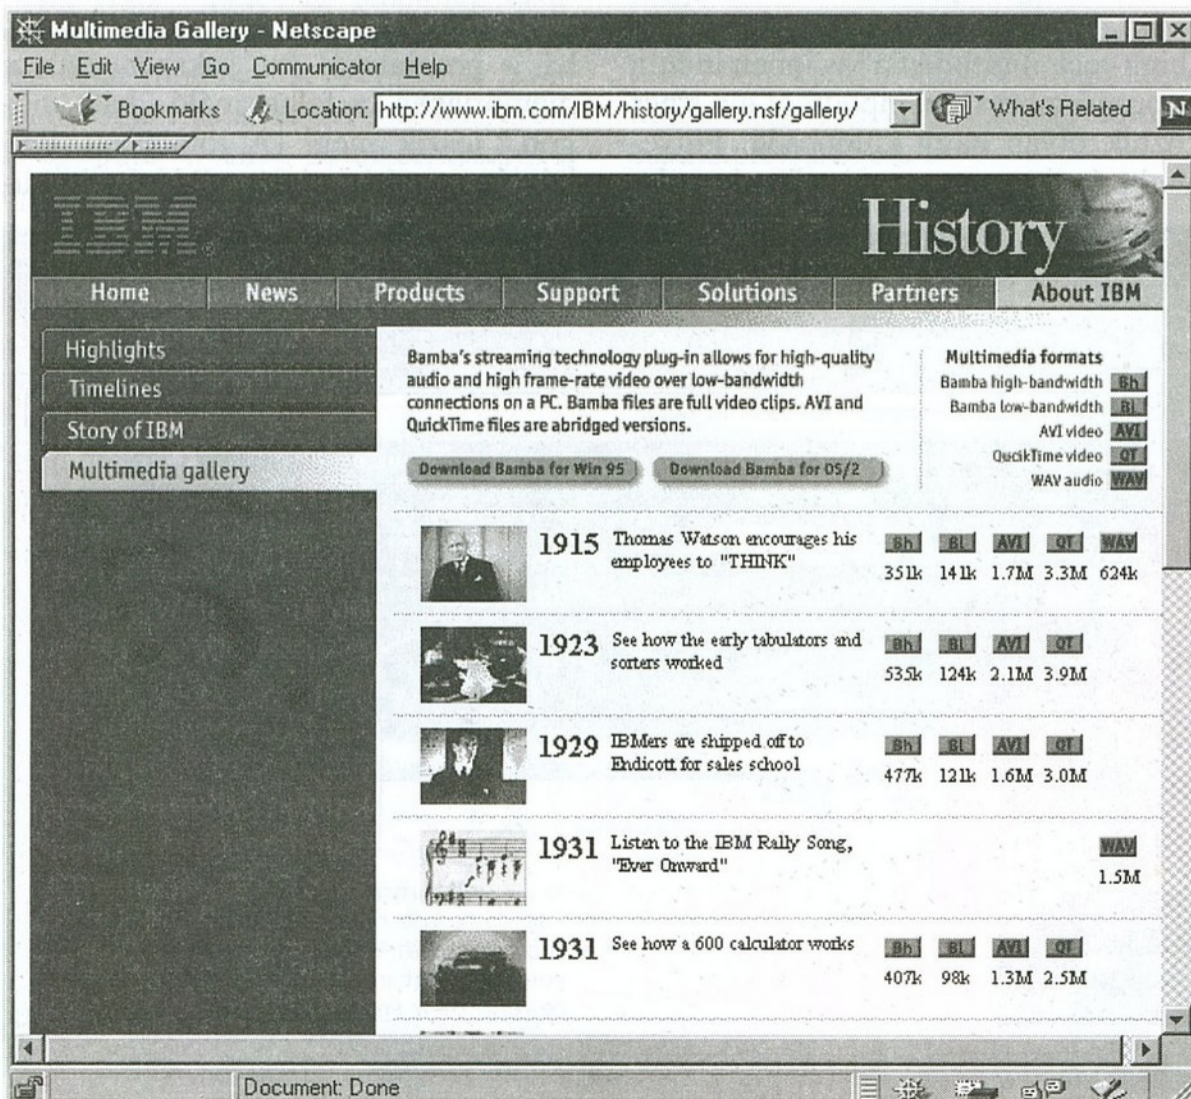 Multimedia Gallery - Netscape
File Edit View Go Communicator Help
Bookmarks Location: http://www.ibm.com/IBM/history/gallery.nsf/gallery/ What's Related N
IBM®
History
Home News Products Support Solutions Partners About IBM
Highlights
Timelines
Story of IBM
Multimedia gallery
Bamba's streaming technology plug-in allows for high-quality
audio and high frame-rate video over low-bandwidth
connections on a PC. Bamba files are full video clips. AVI and
QuickTime files are abridged versions.
Download Bamba for Win 95 Download Bamba for OS/2
Multimedia formats
Bamba high-bandwidth Bh
Bamba low-bandwidth Bl
AVI video AVI
QucikTime video QT
WAV audio WAV
1915 Thomas Watson encourages his Bh Bl AVI QT WAV
employees to "THINK" 351k 141k 1.7M 3.3M 624k
1923 See how the early tabulators and Bh Bl AVI QT
sorters worked 535k 124k 2.1M 3.9M
1929 IBMers are shipped off to Bh Bl AVI QT
Endicott for sales school 477k 121k 1.6M 3.0M
1931 Listen to the IBM Rally Song, WAV
"Ever Onward" 1.5M
1931 See how a 600 calculator works Bh Bl AVI QT
407k 98k 1.3M 2.5M
Document: Done